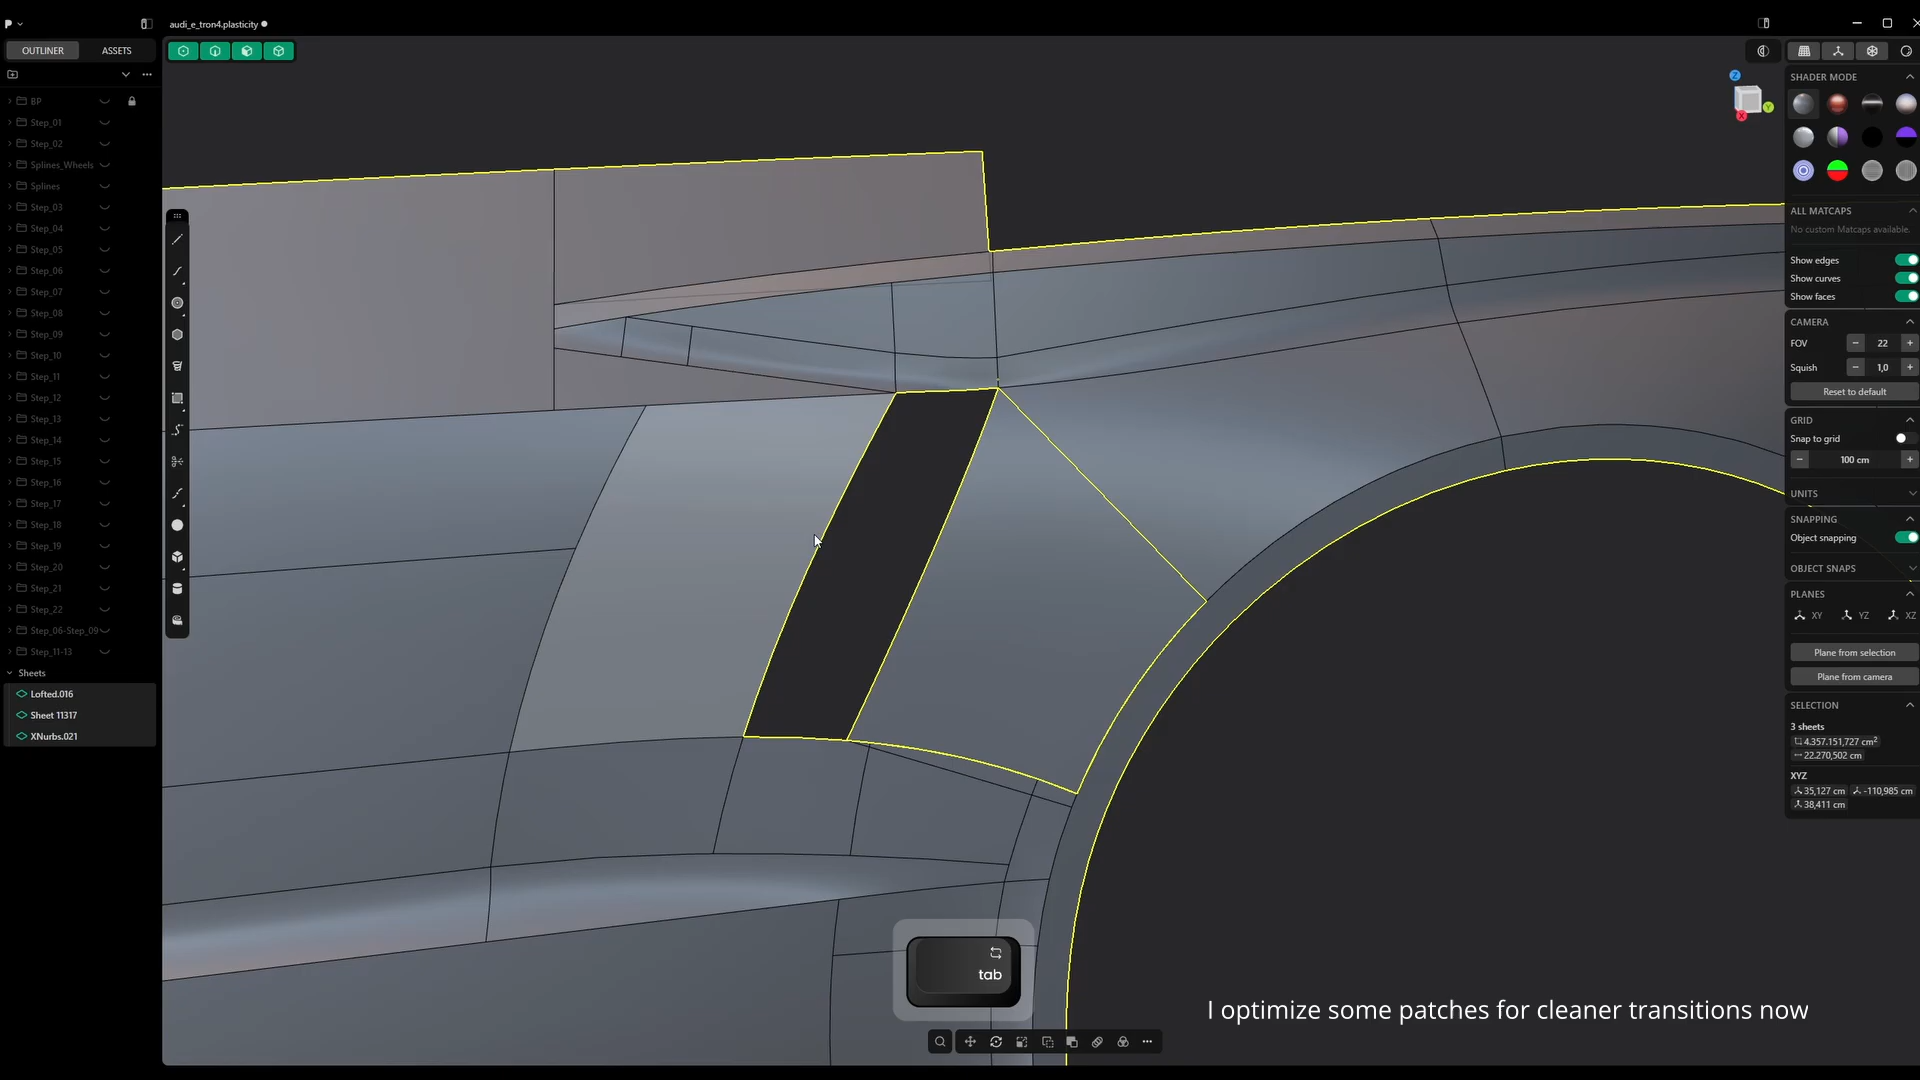 audi_e_tron4.plasticity
OUTLINER
ASSETS
BP
Step_01
Step_02
Splines_Wheels
Splines
Step_03
Step_04
Step_05
Step_06
Step_07
Step_08
Step_09
Step_10
Step_11
Step_12
Step_13
Step_14
Step_15
Step_16
Step_17
Step_18
Step_19
Step_20
Step_21
Step_22
Step_06-Step_09
Step_11-13
Sheets
Lofted.016
Sheet 11317
XNurbs.021
Z
Y
X
tab
I optimize some patches for cleaner transitions now
SHADER MODE
ALL MATCAPS
No custom Matcaps available.
Show edges
Show curves
Show faces
CAMERA
FOV
22
Squish
1,0
Reset to default
GRID
Snap to grid
100 cm
UNITS
SNAPPING
Object snapping
OBJECT SNAPS
PLANES
XY YZ XZ
Plane from selection
Plane from camera
SELECTION
3 sheets
4.357.151,727 cm²
22.270,502 cm
XYZ
35,127 cm -110,985 cm
38,411 cm